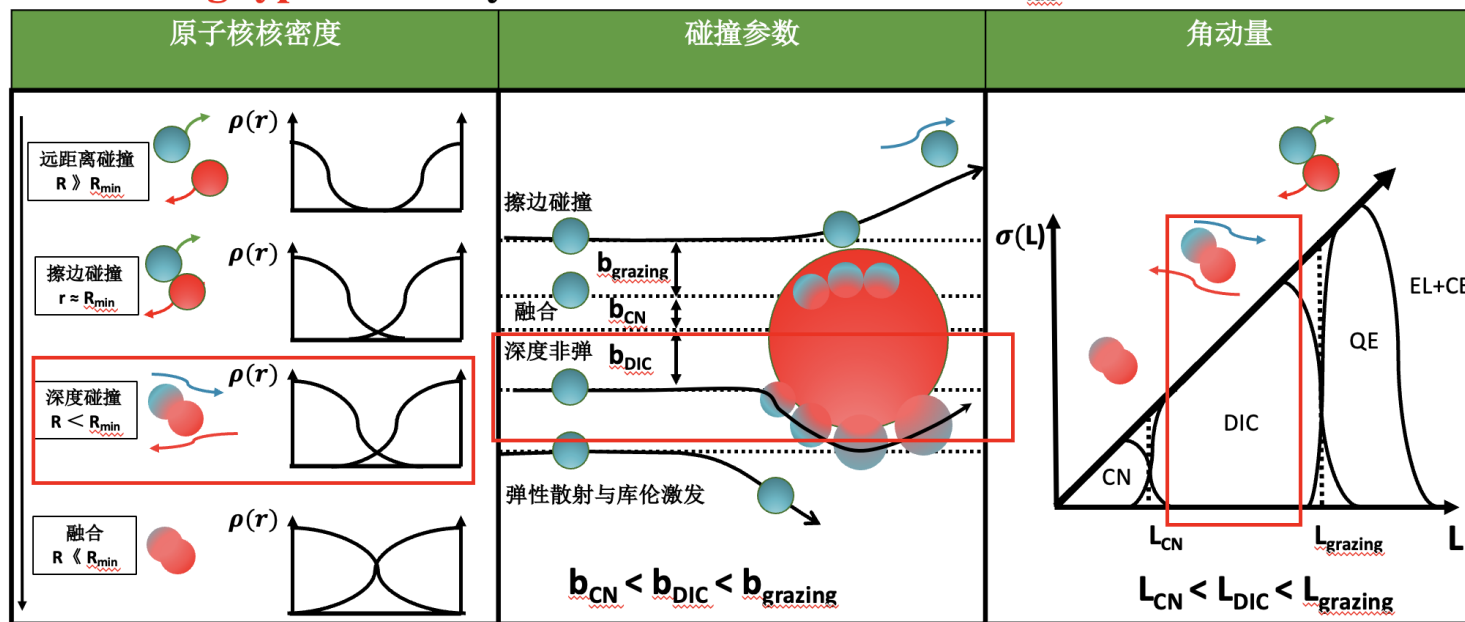 原子核核密度
碰撞参数
角动量
远距离碰撞
R 》 Rmin
ρ(r)
擦边碰撞
r ≈ Rmin
ρ(r)
深度碰撞
R < Rmin
ρ(r)
融合
R 《 Rmin
ρ(r)
擦边碰撞
bgrazing
融合
bCN
深度非弹
bDIC
弹性散射与库伦激发
bCN < bDIC < bgrazing
σ(L)
EL+CE
QE
DIC
CN
LCN
Lgrazing
L
LCN < LDIC < Lgrazing